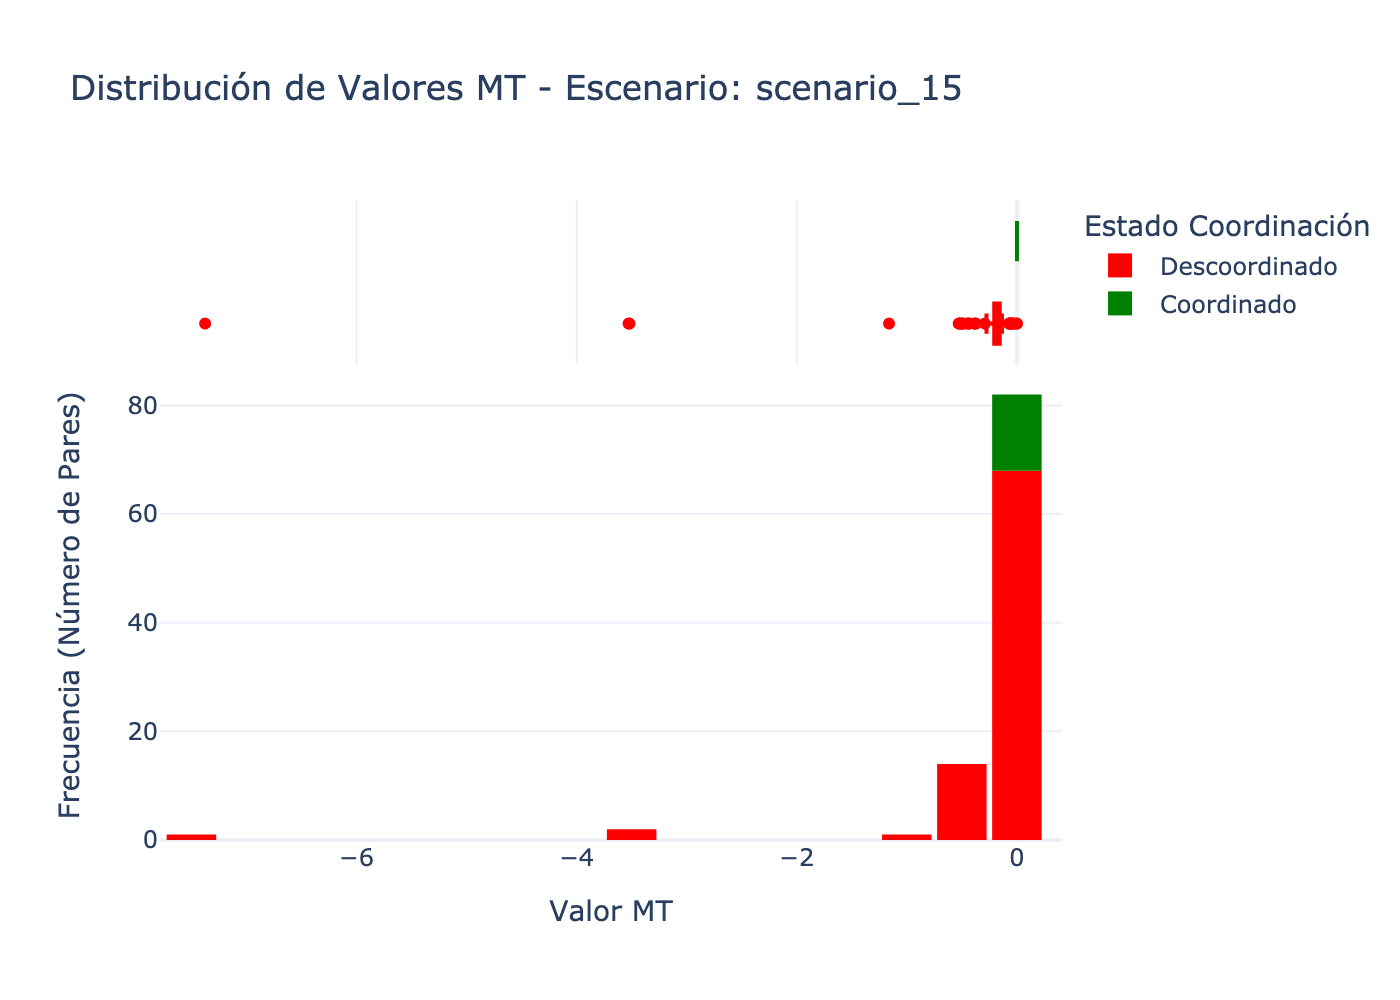 Distribución de Valores MT - Escenario: scenario_15
Estado Coordinación
Descoordinado
Coordinado
Frecuencia (Número de Pares)
80
60
40
20
0
−6
−4
−2
0
Valor MT